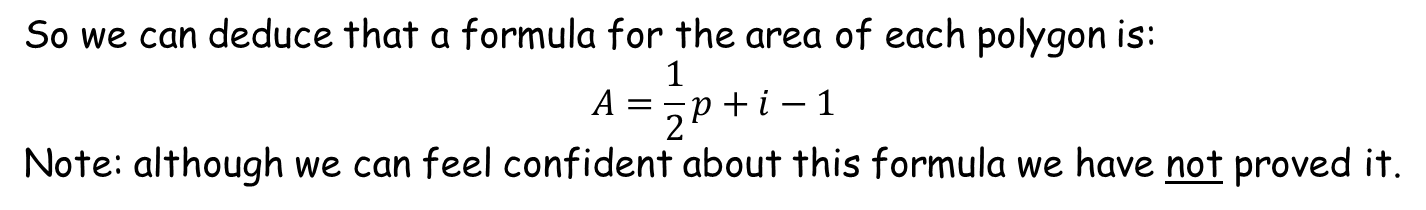 So we can deduce that a formula for the area of each polygon is:
A = 1/2 p + i − 1
Note: although we can feel confident about this formula we have not proved it.